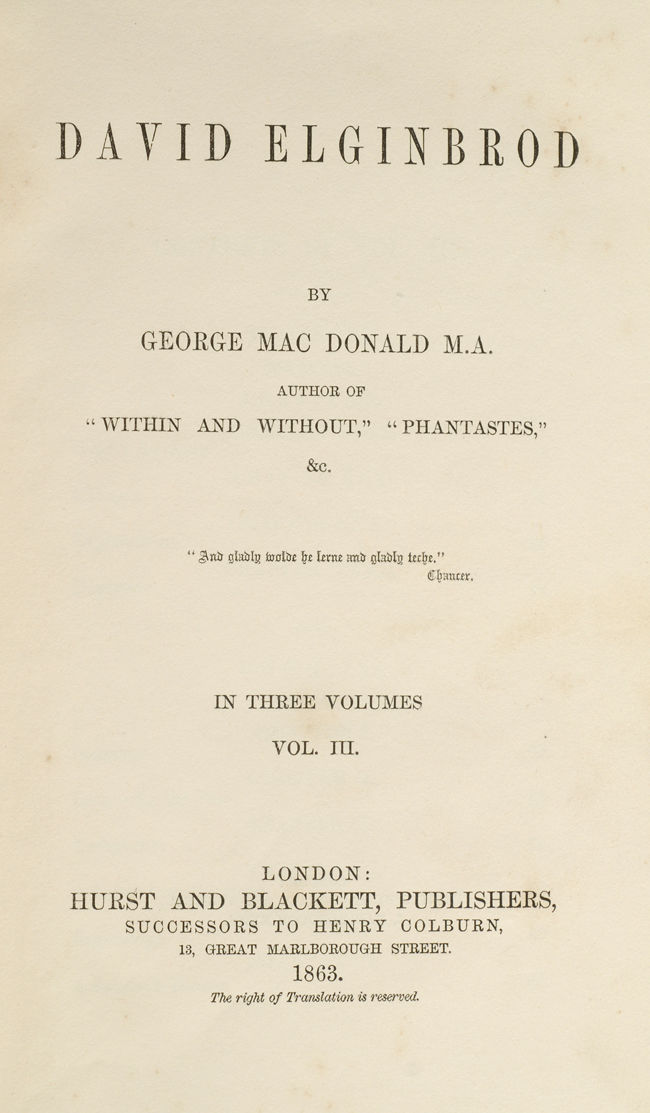 DAVID ELGINBROD
BY
GEORGE MAC DONALD M.A.
AUTHOR OF
“WITHIN AND WITHOUT,” “PHANTASTES,”
&c.
“And gladly wolde he lerne and gladly teche.”
Chaucer.
IN THREE VOLUMES
VOL. III.
LONDON:
HURST AND BLACKETT, PUBLISHERS,
SUCCESSORS TO HENRY COLBURN,
13, GREAT MARLBOROUGH STREET.
1863.
The right of Translation is reserved.